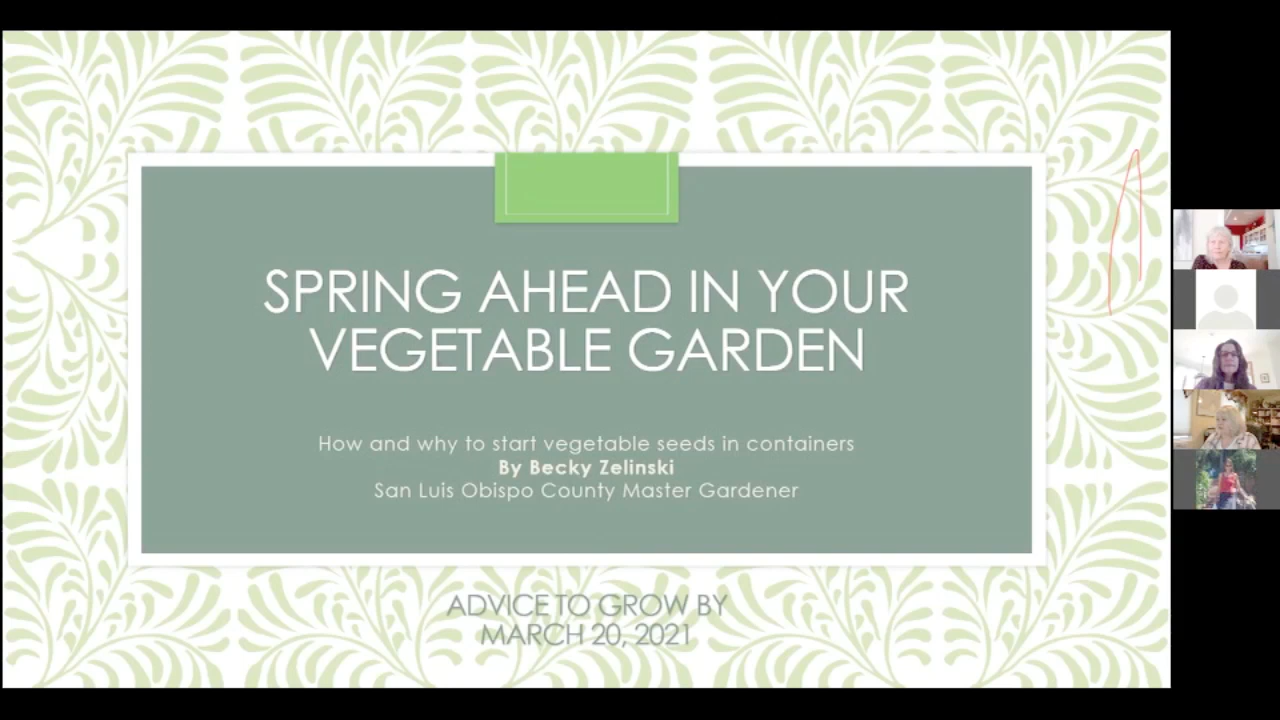 SPRING AHEAD IN YOUR
VEGETABLE GARDEN
How and why to start vegetable seeds in containers
By Becky Zelinski
San Luis Obispo County Master Gardener
ADVICE TO GROW BY
MARCH 20, 2021